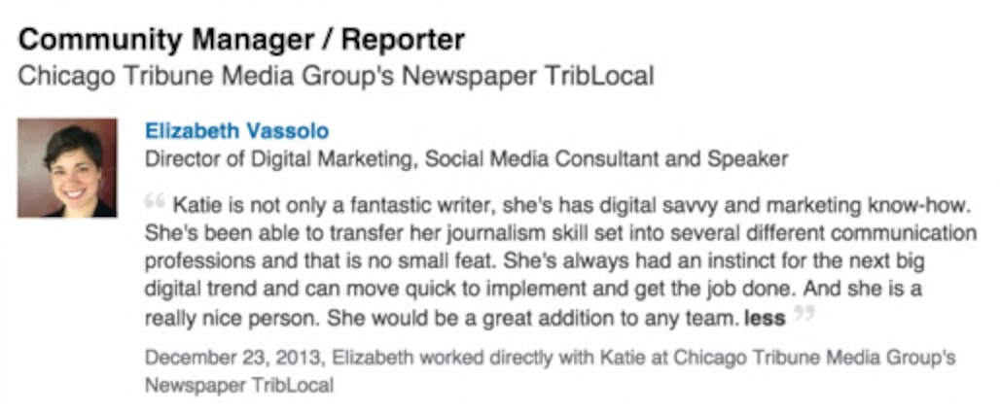 Community Manager / Reporter
Chicago Tribune Media Group's Newspaper TribLocal
Elizabeth Vassolo
Director of Digital Marketing, Social Media Consultant and Speaker
“ Katie is not only a fantastic writer, she's has digital savvy and marketing know-how.
She's been able to transfer her journalism skill set into several different communication
professions and that is no small feat. She's always had an instinct for the next big
digital trend and can move quick to implement and get the job done. And she is a
really nice person. She would be a great addition to any team. less ”
December 23, 2013, Elizabeth worked directly with Katie at Chicago Tribune Media Group's
Newspaper TribLocal